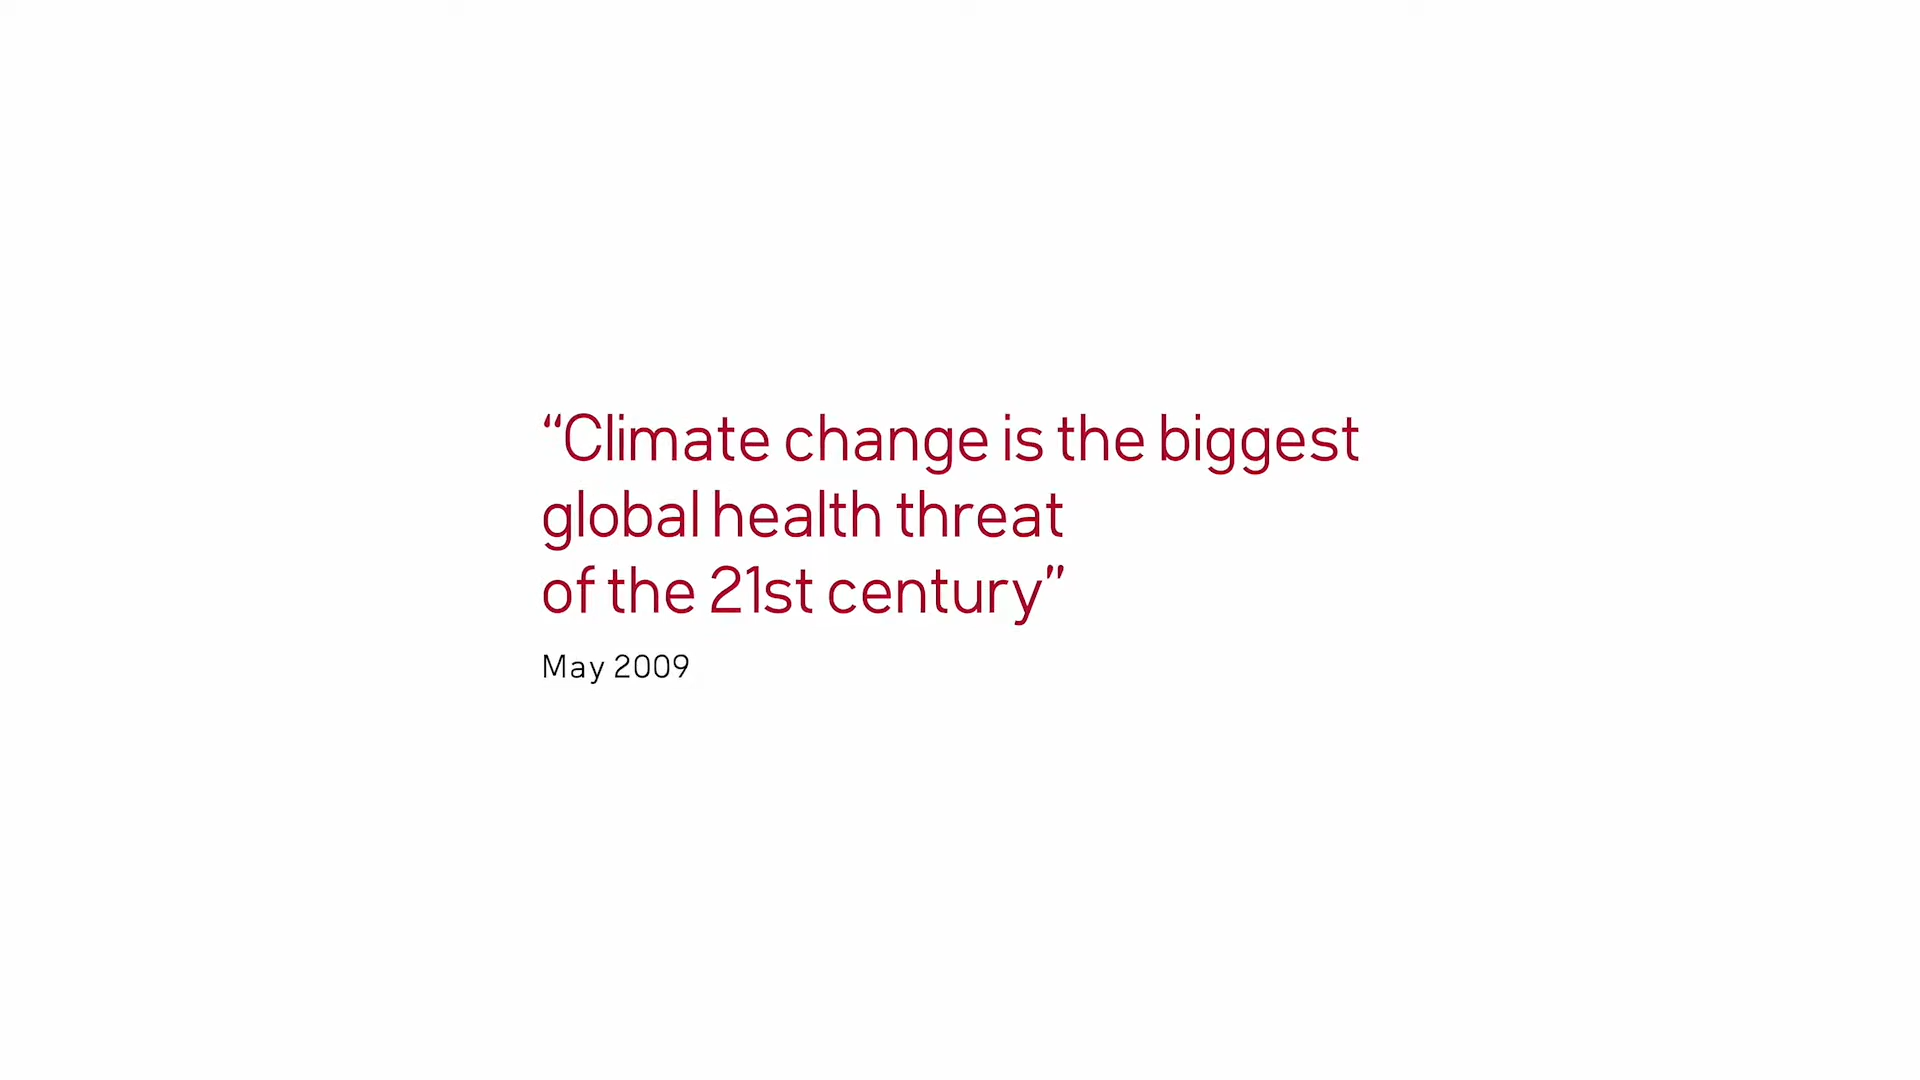 “Climate change is the biggest
global health threat
of the 21st century”
May 2009